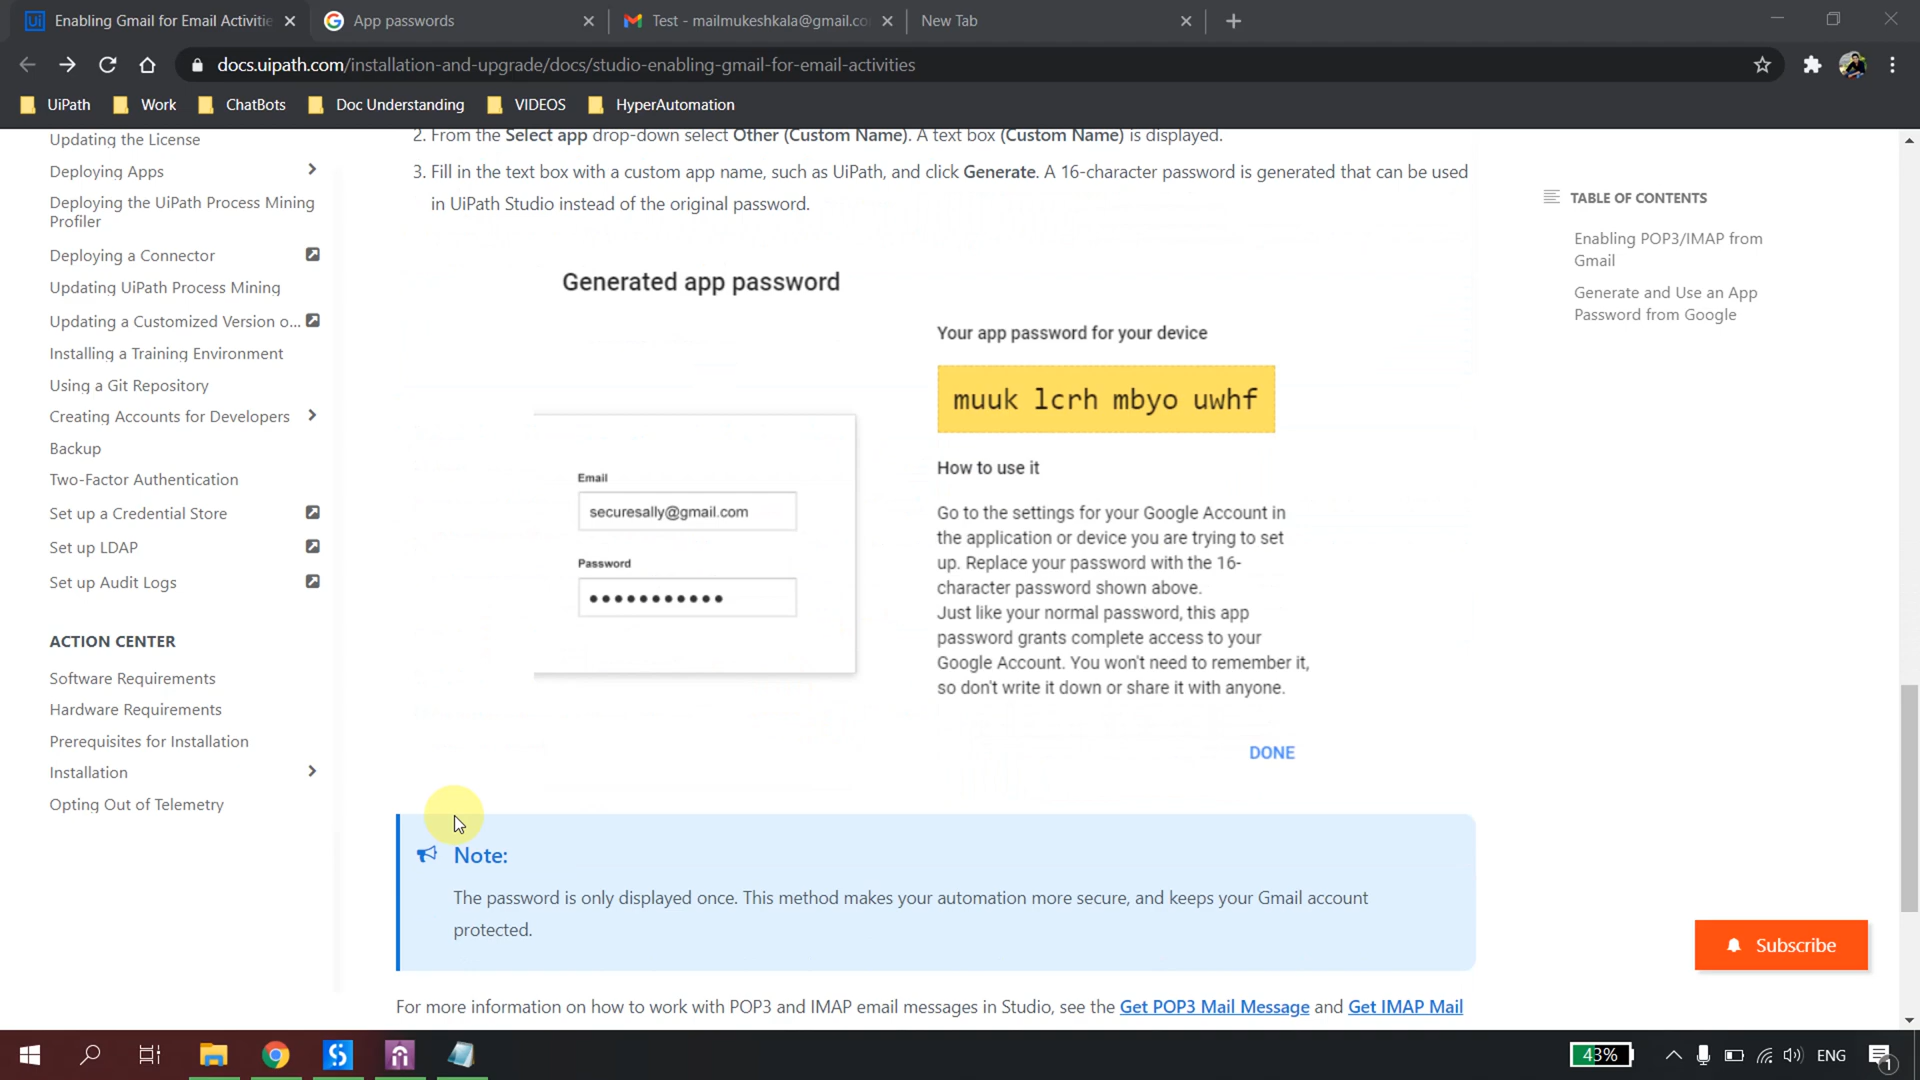 Enabling Gmail for Email Activitie
App passwords
Test - mailmukeshkala@gmail.co
New Tab
docs.uipath.com/installation-and-upgrade/docs/studio-enabling-gmail-for-email-activities
UiPath
Work
ChatBots
Doc Understanding
VIDEOS
HyperAutomation
Updating the License
Deploying Apps
Deploying the UiPath Process Mining
Profiler
Deploying a Connector
Updating UiPath Process Mining
Updating a Customized Version o...
Installing a Training Environment
Using a Git Repository
Creating Accounts for Developers
Backup
Two-Factor Authentication
Set up a Credential Store
Set up LDAP
Set up Audit Logs
ACTION CENTER
Software Requirements
Hardware Requirements
Prerequisites for Installation
Installation
Opting Out of Telemetry
2. From the Select app drop-down select Other (Custom Name). A text box (Custom Name) is displayed.
3. Fill in the text box with a custom app name, such as UiPath, and click Generate. A 16-character password is generated that can be used
in UiPath Studio instead of the original password.
Generated app password
Email
securesally@gmail.com
Password
Your app password for your device
muuk lcrh mbyo uwhf
How to use it
Go to the settings for your Google Account in
the application or device you are trying to set
up. Replace your password with the 16-
character password shown above.
Just like your normal password, this app
password grants complete access to your
Google Account. You won't need to remember it,
so don't write it down or share it with anyone.
DONE
Note:
The password is only displayed once. This method makes your automation more secure, and keeps your Gmail account
protected.
For more information on how to work with POP3 and IMAP email messages in Studio, see the Get POP3 Mail Message and Get IMAP Mail
TABLE OF CONTENTS
Enabling POP3/IMAP from
Gmail
Generate and Use an App
Password from Google
Subscribe
43%
ENG
1